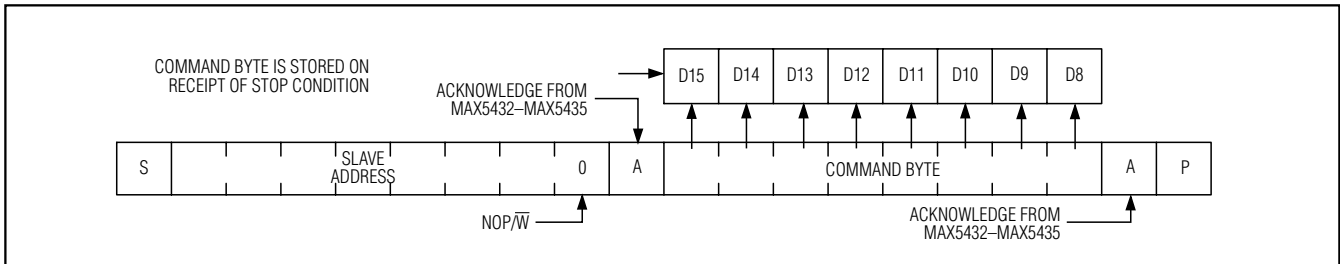 COMMAND BYTE IS STORED ON
RECEIPT OF STOP CONDITION
D15 D14 D13 D12 D11 D10 D9 D8
ACKNOWLEDGE FROM
MAX5432–MAX5435
S SLAVE
ADDRESS 0 A COMMAND BYTE A P
NOP/W̅
ACKNOWLEDGE FROM
MAX5432–MAX5435